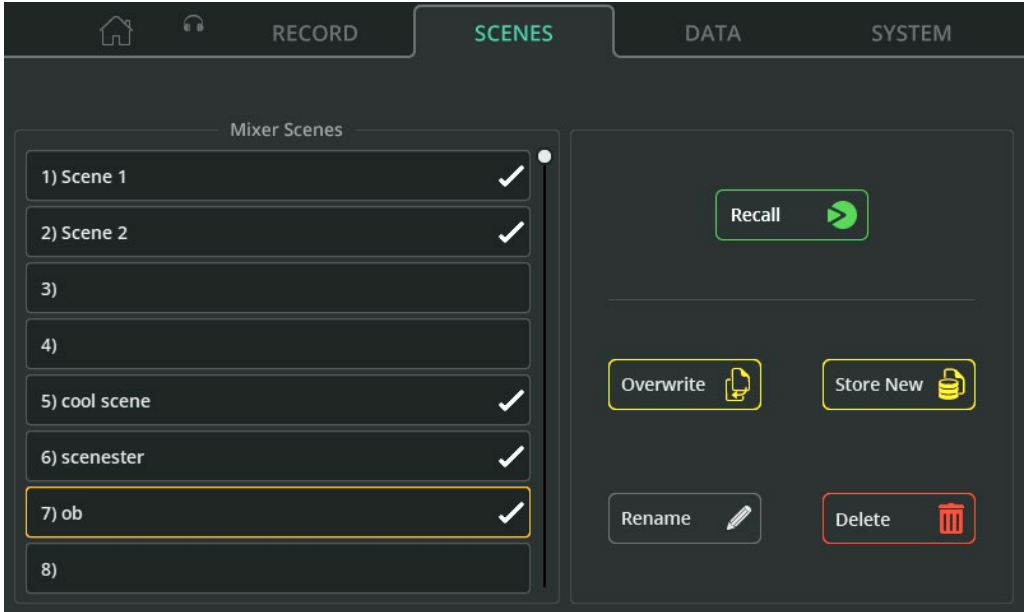 RECORD SCENES DATA SYSTEM
Mixer Scenes
1) Scene 1
2) Scene 2
3)
4)
5) cool scene
6) scenester
7) ob
8)
Recall
Overwrite Store New
Rename Delete